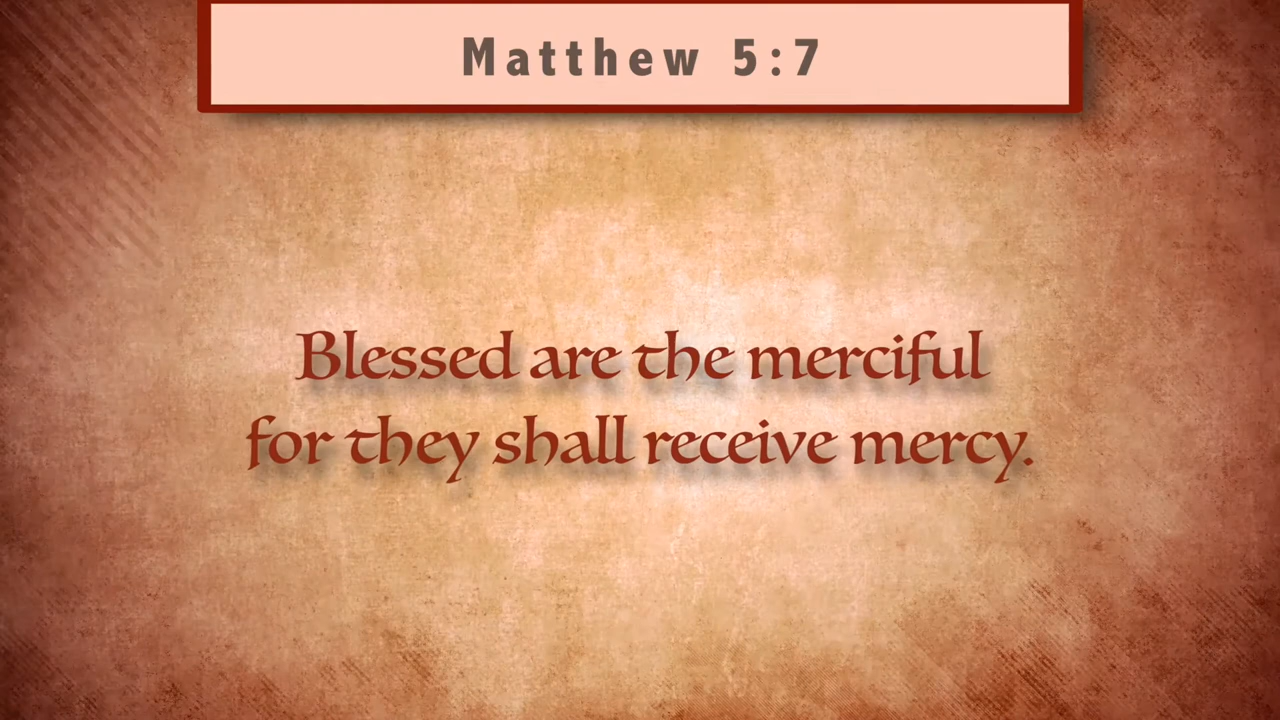 Matthew 5:7
Blessed are the merciful
for they shall receive mercy.